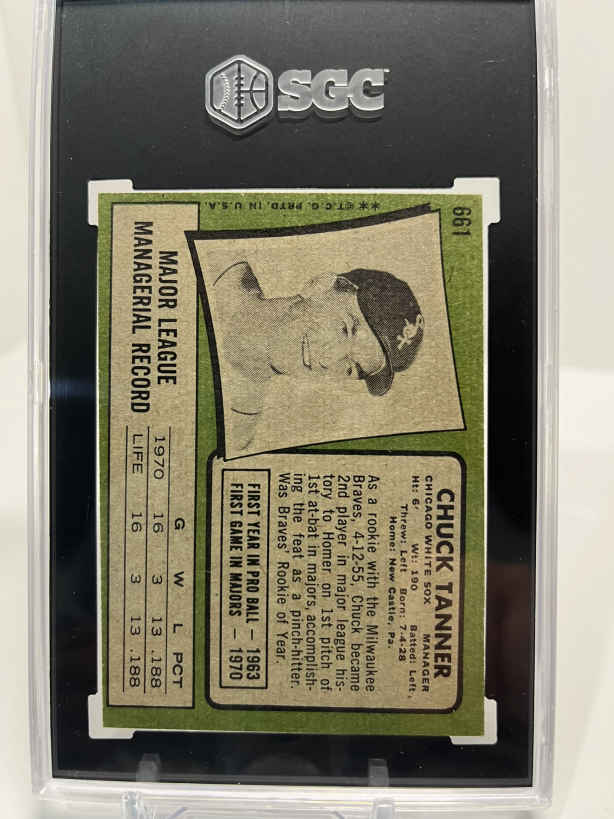 SGC
661
✶✶©T.C.G. PRTD. IN U.S.A.
CHUCK TANNER
CHICAGO WHITE SOX MANAGER
Ht: 6' Wt: 190 Batted: Left,
Threw: Left Born: 7-4-28
Home: New Castle, Pa.
As a rookie with the Milwaukee
Braves, 4-12-55, Chuck became
2nd player in major league his-
tory to Homer on 1st pitch of
1st at-bat in majors, accomplish-
ing the feat as a pinch-hitter.
Was Braves' Rookie of Year.
FIRST YEAR IN PRO BALL — 1963
FIRST GAME IN MAJORS — 1970
MAJOR LEAGUE
MANAGERIAL RECORD
G W L PCT
1970 16 3 13 .188
LIFE 16 3 13 .188